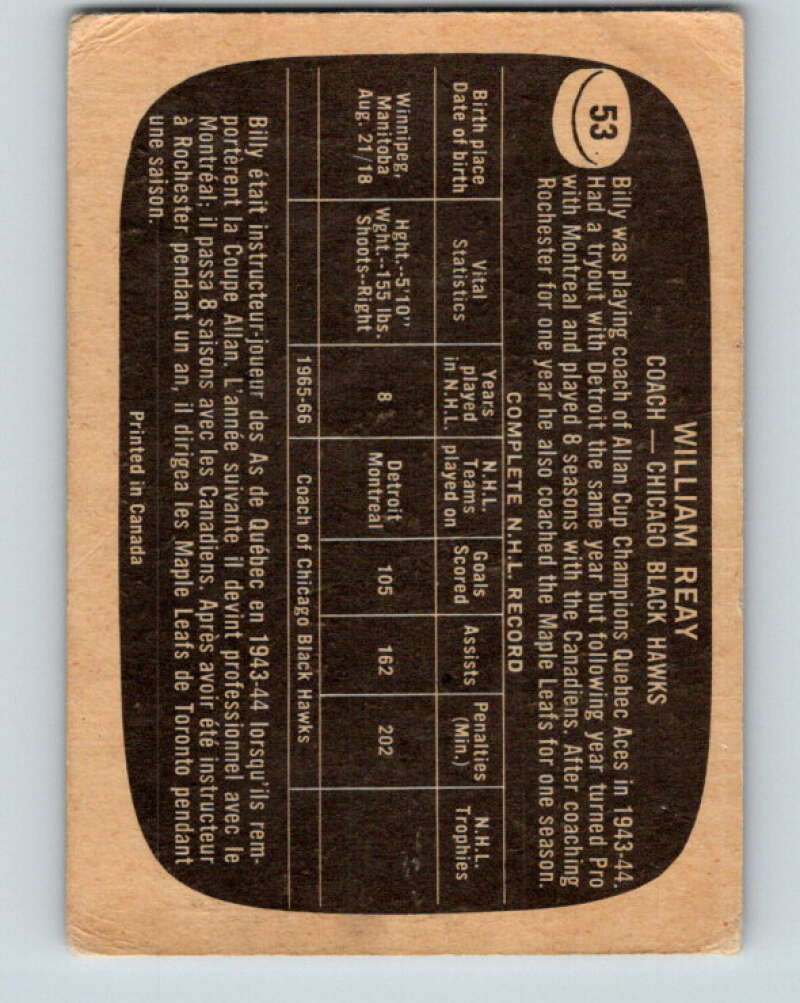 53
WILLIAM REAY
COACH — CHICAGO BLACK HAWKS
Billy was playing coach of Allan Cup Champions Quebec Aces in 1943-44.
Had a tryout with Detroit the same year but following year turned Pro
with Montreal and played 8 seasons with the Canadiens. After coaching
Rochester for one year he also coached the Maple Leafs for one season.
COMPLETE N.H.L. RECORD
Birth place
Date of birth
Vital
Statistics
Years
played
in N.H.L.
N.H.L.
Teams
played on
Goals
Scored
Assists
Penalties
(Min.)
N.H.L.
Trophies
Winnipeg,
Manitoba
Aug. 21/18
Hght.--5'10"
Wght.--155 lbs.
Shoots--Right
8
Detroit
Montreal
105
162
202
1965-66
Coach of Chicago Black Hawks
Billy était instructeur-joueur des As de Québec en 1943-44 lorsqu'ils rem-
portèrent la Coupe Allan. L'année suivante il devint professionnel avec le
Montréal; il passa 8 saisons avec les Canadiens. Après avoir été instructeur
à Rochester pendant un an, il dirigea les Maple Leafs de Toronto pendant
une saison.
Printed in Canada